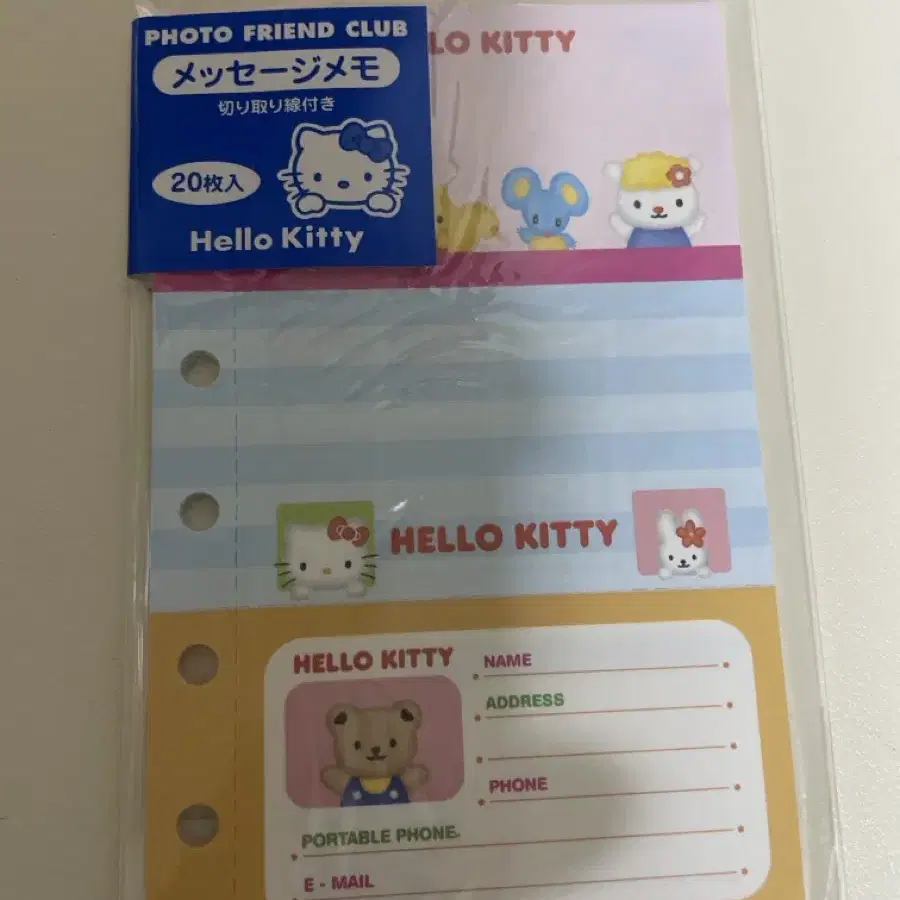 PHOTO FRIEND CLUB
メッセージメモ
切り取り線付き
20枚入
Hello Kitty
LO KITTY
HELLO KITTY
HELLO KITTY
NAME
ADDRESS
PHONE
PORTABLE PHONE
E - MAIL